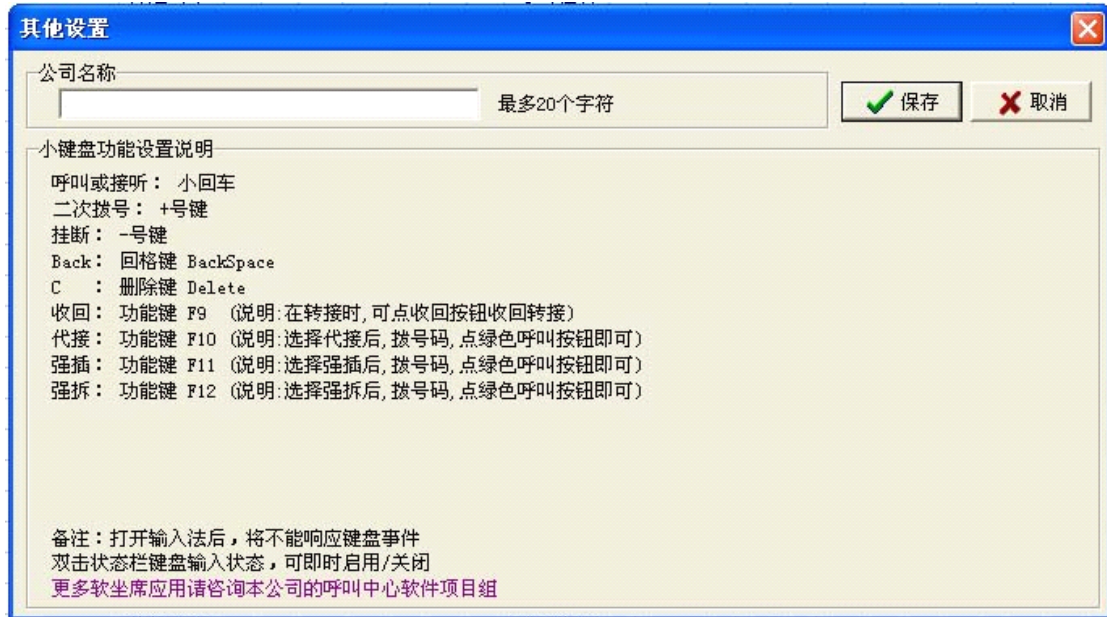 其他设置
公司名称
最多20个字符
保存
取消
小键盘功能设置说明
呼叫或接听： 小回车
二次拨号： +号键
挂断： -号键
Back： 回格键 BackSpace
C ： 删除键 Delete
收回： 功能键 F9 (说明:在转接时,可点收回按钮收回转接)
代接： 功能键 F10 (说明:选择代接后,拨号码,点绿色呼叫按钮即可)
强插： 功能键 F11 (说明:选择强插后,拨号码,点绿色呼叫按钮即可)
强拆： 功能键 F12 (说明:选择强拆后,拨号码,点绿色呼叫按钮即可)
备注：打开输入法后，将不能响应键盘事件
双击状态栏键盘输入状态，可即时启用/关闭
更多软坐席应用请咨询本公司的呼叫中心软件项目组